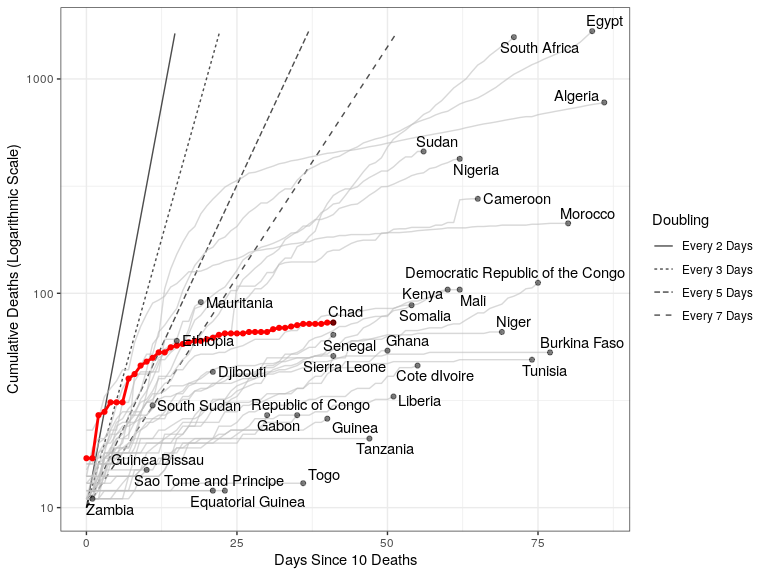 Egypt
South Africa
Algeria
Sudan
Nigeria
Cameroon
Morocco
Democratic Republic of the Congo
Kenya
Mali
Mauritania
Somalia
Chad
Niger
Ethiopia
Senegal
Ghana
Burkina Faso
Sierra Leone
Tunisia
Djibouti
Cote dIvoire
South Sudan
Republic of Congo
Liberia
Gabon
Guinea
Tanzania
Guinea Bissau
Sao Tome and Principe
Togo
Equatorial Guinea
Zambia
1000
100
10
0
25
50
75
Days Since 10 Deaths
Cumulative Deaths (Logarithmic Scale)
Doubling
Every 2 Days
Every 3 Days
Every 5 Days
Every 7 Days